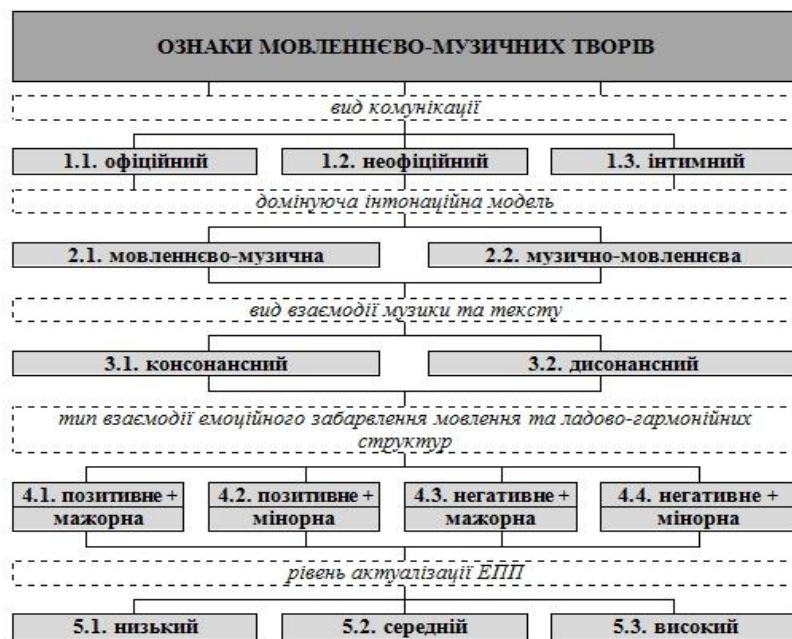 ОЗНАКИ МОВЛЕННЄВО-МУЗИЧНИХ ТВОРІВ
вид комунікації
1.1. офіційний
1.2. неофіційний
1.3. інтимний
домінуюча інтонаційна модель
2.1. мовленнєво-музична
2.2. музично-мовленнєва
вид взаємодії музики та тексту
3.1. консонансний
3.2. дисонансний
тип взаємодії емоційного забарвлення мовлення та ладово-гармонійних
структур
4.1. позитивне +
мажорна
4.2. позитивне +
мінорна
4.3. негативне +
мажорна
4.4. негативне +
мінорна
рівень актуалізації ЕПП
5.1. низький
5.2. середній
5.3. високий